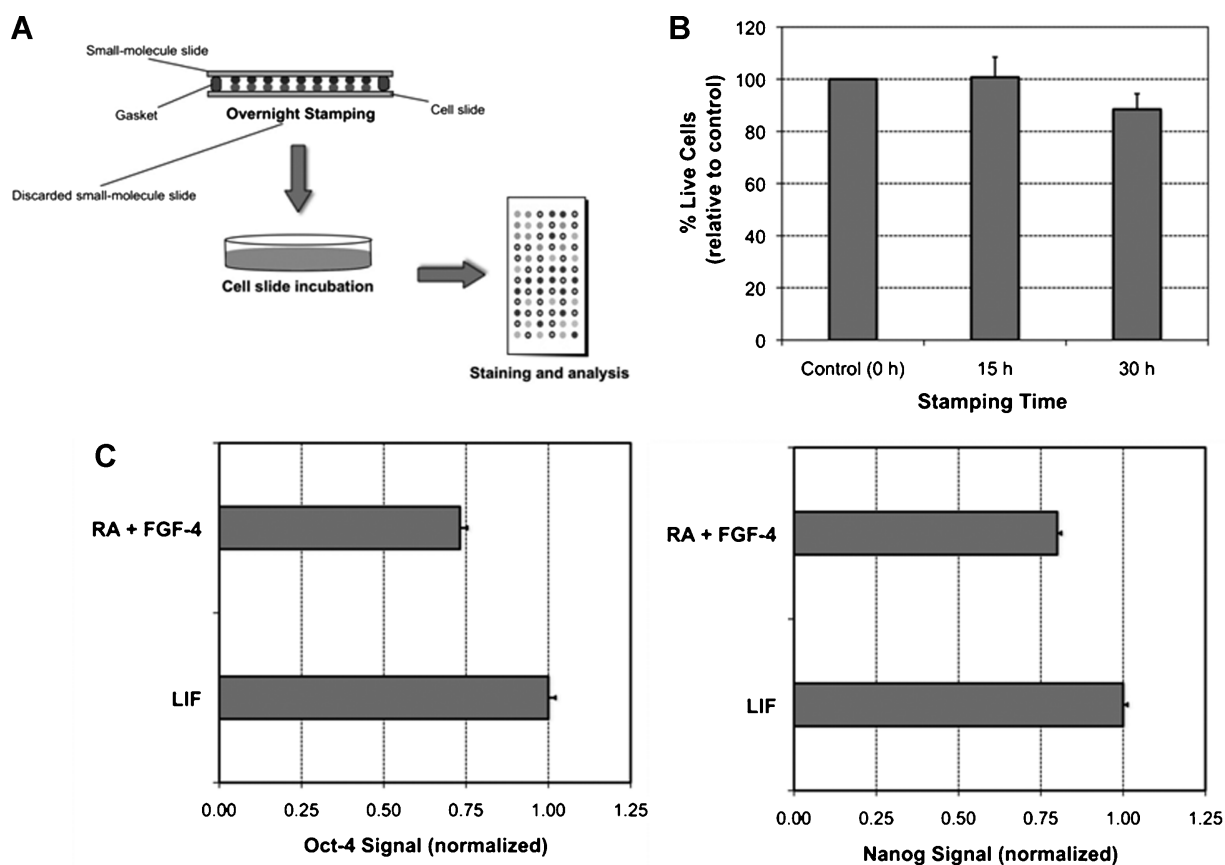 A
Small-molecule slide
Gasket
Overnight Stamping
Cell slide
Discarded small-molecule slide
Cell slide incubation
Staining and analysis
B
% Live Cells
(relative to control)
120
100
80
60
40
20
0
Control (0 h) 15 h 30 h
Stamping Time
C
RA + FGF-4
LIF
0.00 0.25 0.50 0.75 1.00 1.25
Oct-4 Signal (normalized)
RA + FGF-4
LIF
0.00 0.25 0.50 0.75 1.00 1.25
Nanog Signal (normalized)